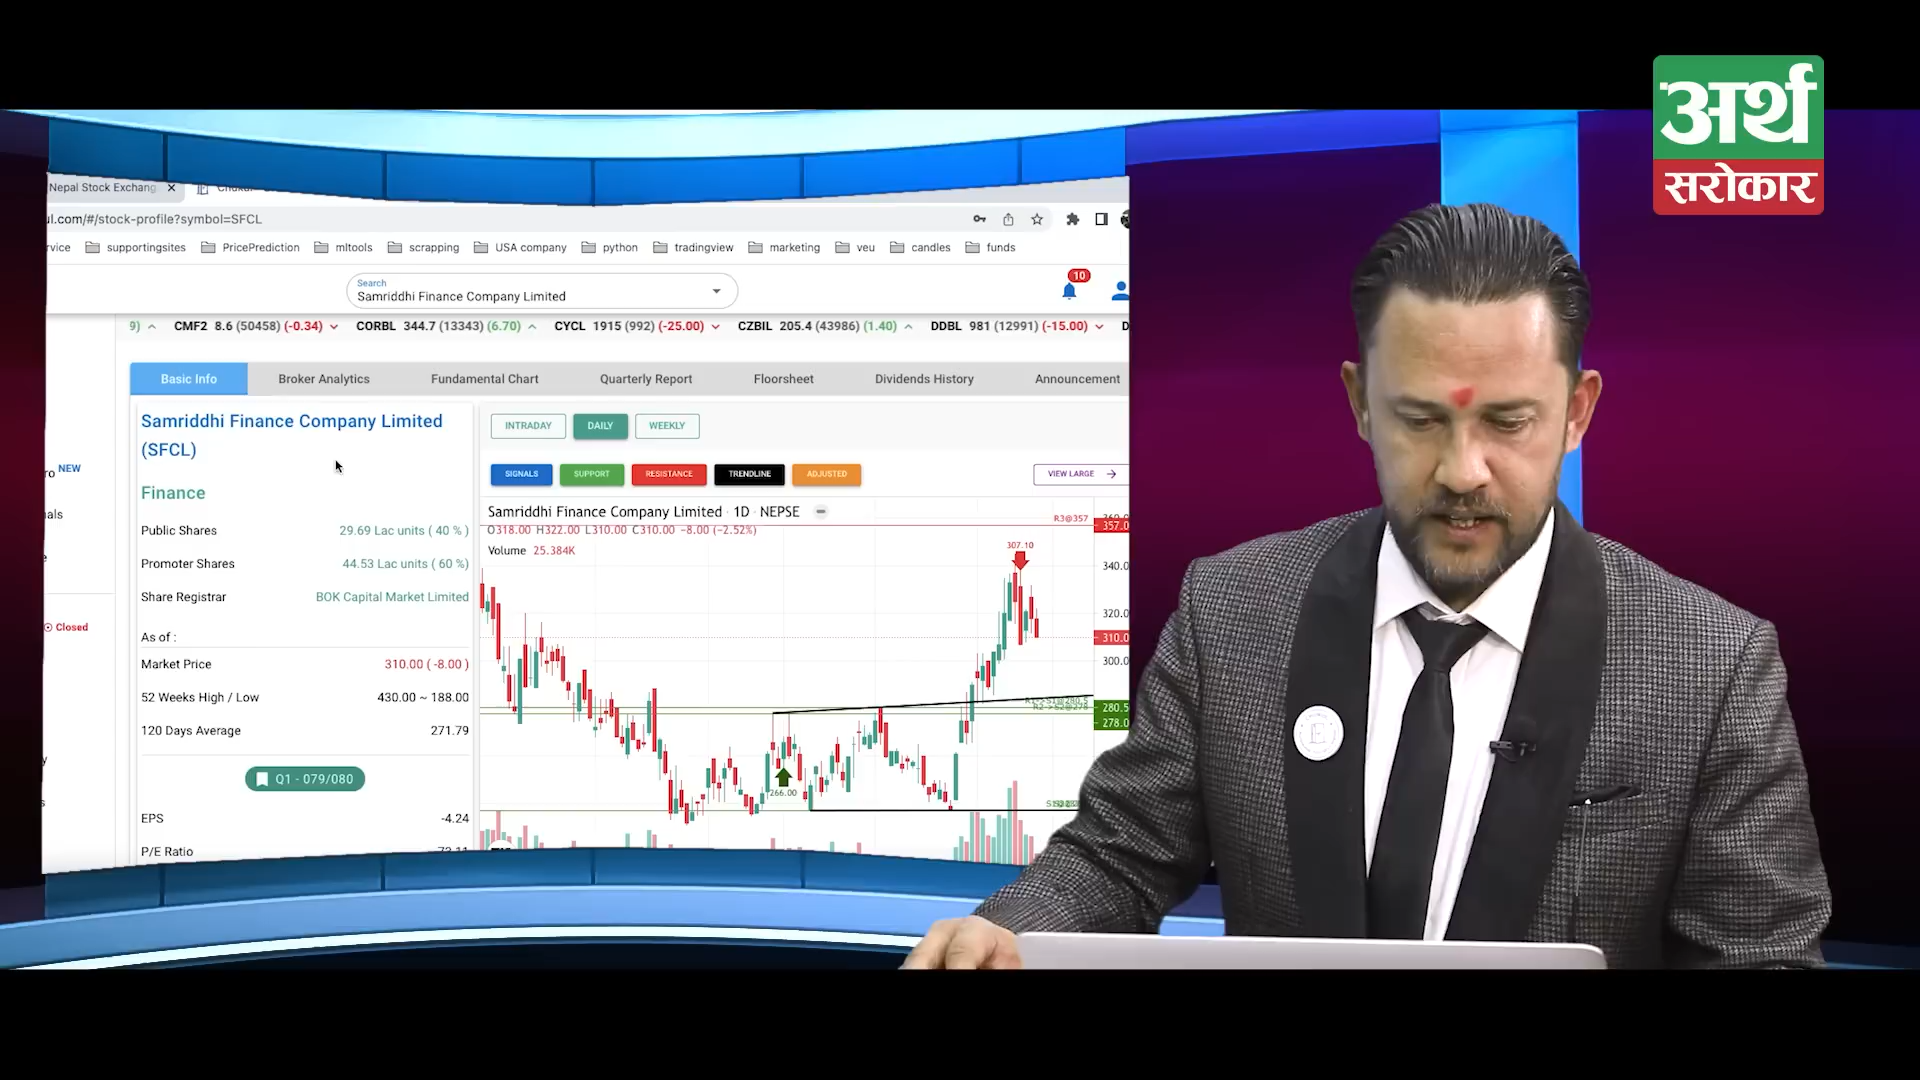 अर्थ
सरोकार
Nepal Stock Exchang
ul.com/#/stock-profile?symbol=SFCL
rvice supportingsites PricePrediction mltools scrapping USA company python tradingview marketing veu candles funds
Search
Samriddhi Finance Company Limited
10
9) CMF2 8.6 (50458) (-0.34) CORBL 344.7 (13343) (6.70) CYCL 1915 (992) (-25.00) CZBIL 205.4 (43986) (1.40) DDBL 981 (12991) (-15.00) D
Basic Info Broker Analytics Fundamental Chart Quarterly Report Floorsheet Dividends History Announcement
Samriddhi Finance Company Limited
(SFCL)
Finance
Public Shares 29.69 Lac units ( 40 % )
Promoter Shares 44.53 Lac units ( 60 %)
Share Registrar BOK Capital Market Limited
As of :
Market Price 310.00 ( -8.00 )
52 Weeks High / Low 430.00 ~ 188.00
120 Days Average 271.79
Q1 - 079/080
EPS -4.24
P/E Ratio
NEW
Closed
INTRADAY DAILY WEEKLY
SIGNALS SUPPORT RESISTANCE TRENDLINE ADJUSTED VIEW LARGE
Samriddhi Finance Company Limited · 1D · NEPSE
O318.00 H322.00 L310.00 C310.00 −8.00 (−2.52%)
Volume 25.384K
R3@357
357.0
307.10
340.0
320.0
310.0
300.0
280.5
278.0
266.00